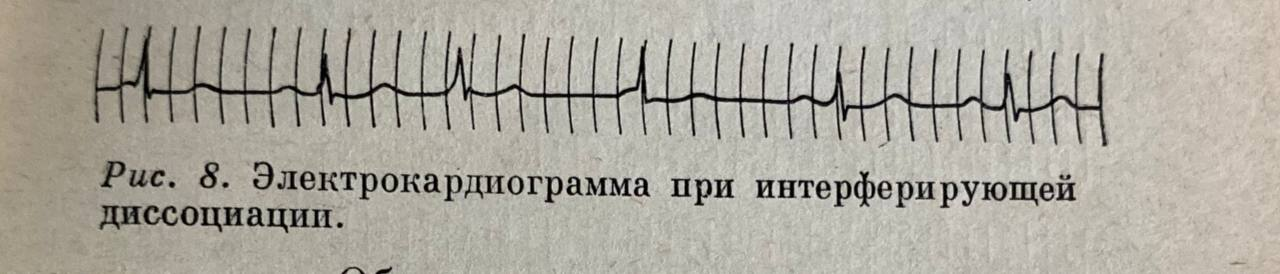 Рис. 8. Электрокардиограмма при интерферирующей
диссоциации.